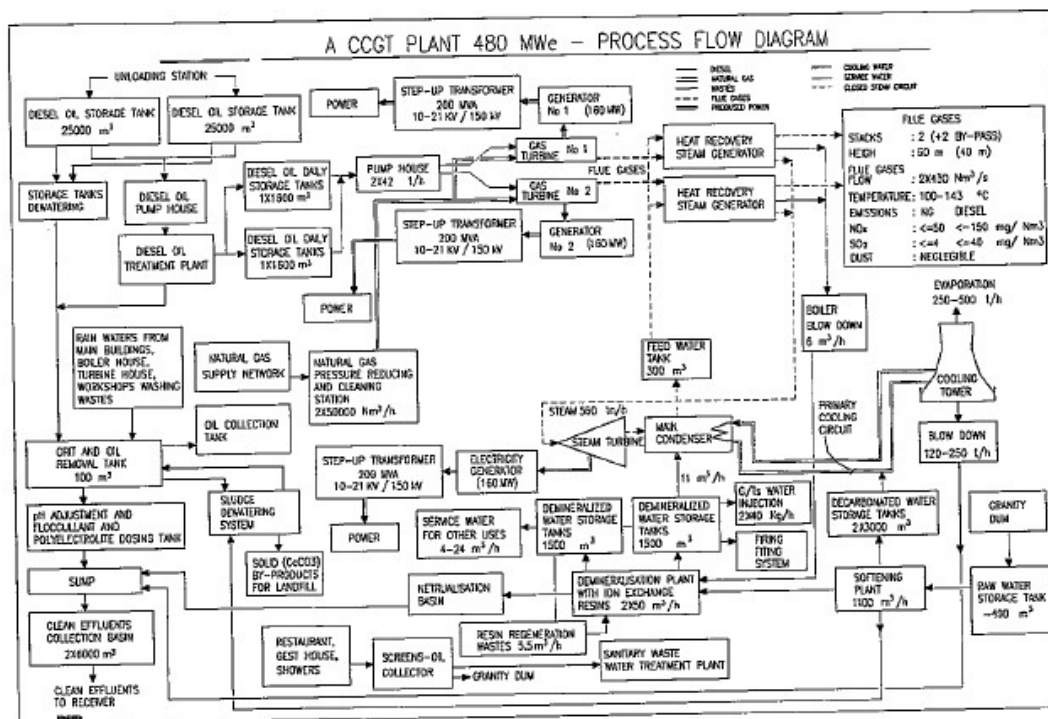 A CCGT PLANT 480 MWe – PROCESS FLOW DIAGRAM
UNLOADING STATION
DIESEL OIL STORAGE TANK
25000 m³
DIESEL OIL STORAGE TANK
25000 m³
POWER
STEP-UP TRANSFORMER
200 MVA
10-21 KV / 150 kV
GENERATOR
No 1 (160 MW)
DIESEL
NATURAL GAS
WASTES
FLUE GASES
PRODUCED POWER
COOLING WATER
SERVICE WATER
CLOSED STEAM CIRCUIT
STORAGE TANKS
DEWATERING
DIESEL OIL
PUMP HOUSE
DIESEL OIL
TREATMENT PLANT
DIESEL OIL DAILY
STORAGE TANKS
1X1600 m³
DIESEL OIL DAILY
STORAGE TANKS
1X1600 m³
PUMP HOUSE
2X42
GAS
TURBINE No 1
FLUE GASES
GAS
TURBINE No 2
STEP-UP TRANSFORMER
200 MVA
10-21 KV / 150 kV
GENERATOR
No 2 (160 MW)
POWER
HEAT RECOVERY
STEAM GENERATOR
HEAT RECOVERY
STEAM GENERATOR
FLUE GASES
STACKS : 2 (+2 BY-PASS)
HEIGH : 60 m (40 m)
FLUE GASES
FLOW : 2X430 Nm³/s
TEMPERATURE: 100-143 °C
EMISSIONS : NG DIESEL
NOx : <=50 <=150 mg/ Nm3
SO2 : <=4 <=40 mg/ Nm3
DUST : NEGLEGIBLE
RAIN WATERS FROM
MAIN BUILDINGS,
BOILER HOUSE,
TURBINE HOUSE,
WORKSHOPS WASHING
WASTES
NATURAL GAS
SUPPLY NETWORK
NATURAL GAS
PRESSURE REDUCING
AND CLEANING
STATION
2X50000 Nm³/h
FEED WATER
TANK
300 m³
BOILER
BLOW DOWN
6 m³/h
EVAPORATION
250-500 t/h
COOLING
TOWER
BLOW DOWN
120-250 t/h
PRIMARY
COOLING
CIRCUIT
OIL COLLECTION
TANK
GRIT AND OIL
REMOVAL TANK
100 m³
STEAM 560
STEAM TURBINE
MAIN
CONDENSER
STEP-UP TRANSFORMER
200 MVA
10-21 KV / 150 kV
ELECTRICITY
GENERATOR
(160 MW)
POWER
11 m³/h
pH ADJUSTMENT AND
FLOCCULANT AND
POLYELECTROLITE DOSING TANK
SLUDGE
DEWATERING
SYSTEM
SERVICE WATER
FOR OTHER USES
4-24 m³/h
DEMINERALIZED
WATER STORAGE
TANKS
1500 m³
DEMINERALIZED
WATER STORAGE
TANKS
1500 m³
WATER
INJECTION
2X40 Kg/h
FIRING
FITING
SYSTEM
DECARBONATED WATER
STORAGE TANKS
2X3000 m³
GRANITY
DUM
SUMP
SOLID (CaCO3)
BY-PRODUCTS
FOR LANDFILL
NETRUALISATION
BASIN
DEMINERALISATION PLANT
WITH ION EXCHANGE
RESINS 2X50 m³/h
SOFTENING
PLANT
RAW WATER
STORAGE TANK
CLEAN EFFLUENTS
COLLECTION BASIN
2X6000 m³
RESIN REGENERATION
WASTES 5.5 m³/h
RESTAURANT,
GEST HOUSE,
SHOWERS
SCREENS-OIL
COLLECTOR
GRANITY DUM
SANITARY WASTE
WATER TREATMENT PLANT
CLEAN EFFLUENTS
TO RECEIVER